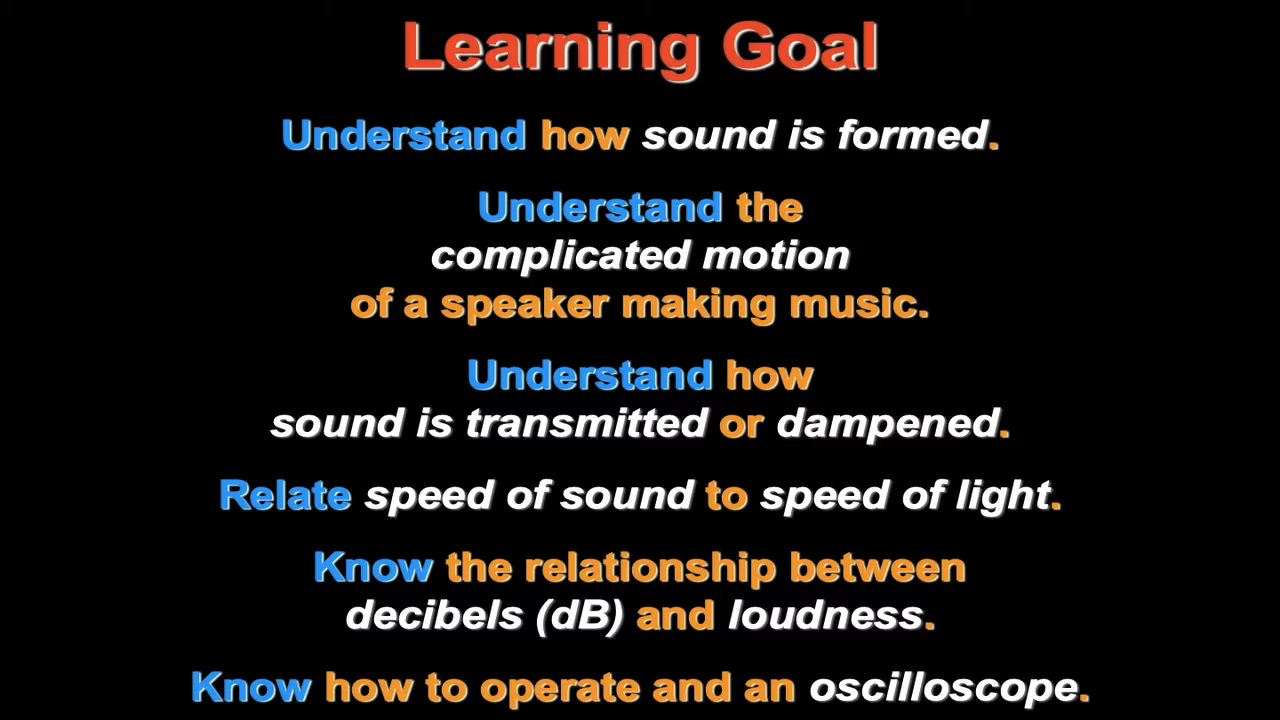 Learning Goal
Understand how sound is formed.
Understand the
complicated motion
of a speaker making music.
Understand how
sound is transmitted or dampened.
Relate speed of sound to speed of light.
Know the relationship between
decibels (dB) and loudness.
Know how to operate and an oscilloscope.